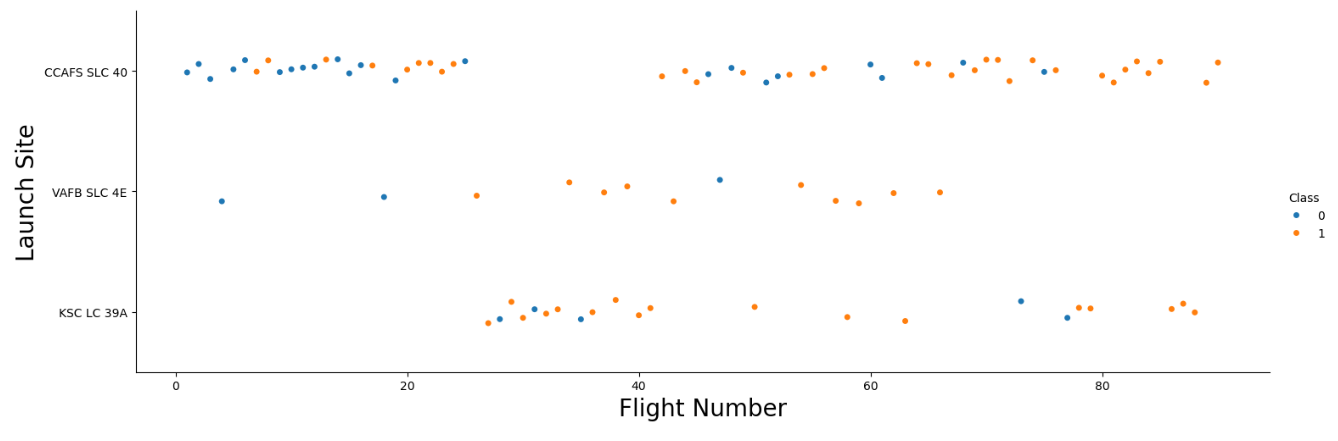 Launch Site
CCAFS SLC 40
VAFB SLC 4E
KSC LC 39A
0 20 40 60 80
Flight Number
Class
0
1